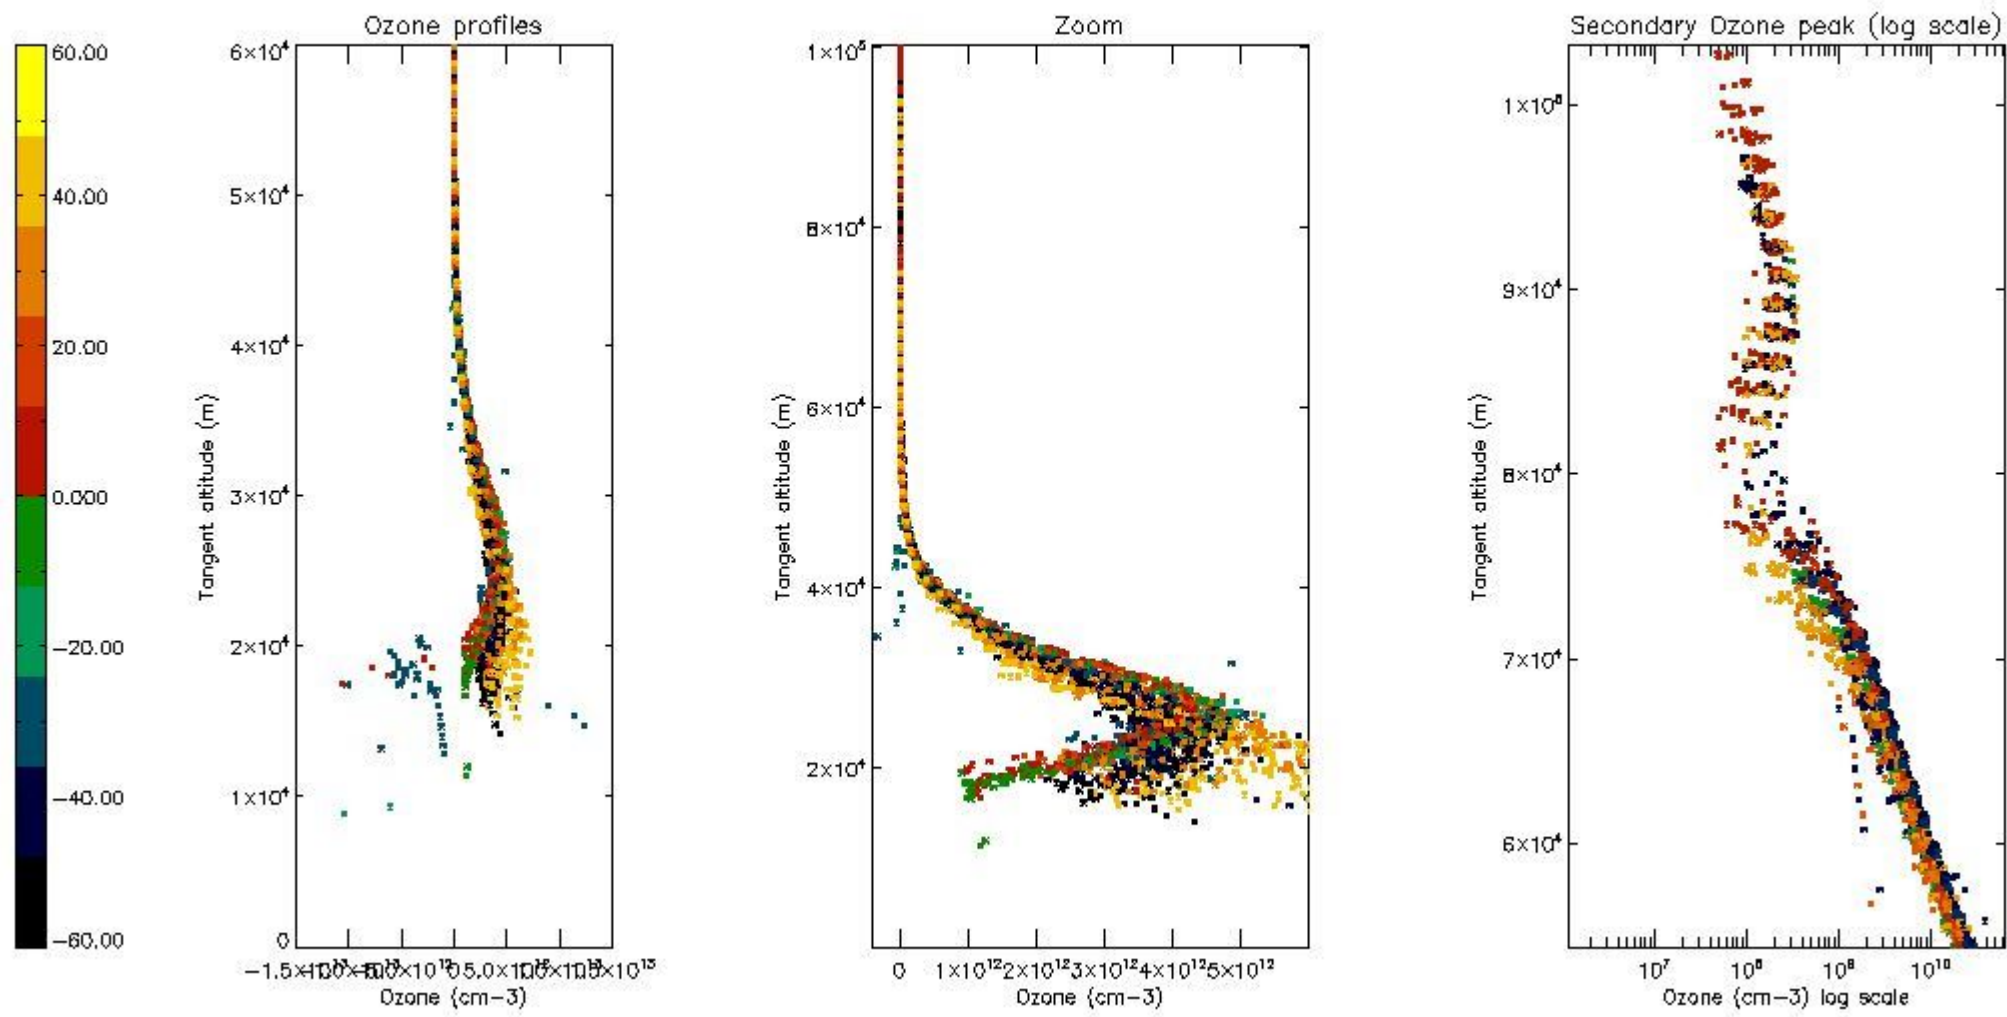 Ozone profiles
Zoom
Secondary Ozone peak (log scale)
60.00
40.00
20.00
0.000
−20.00
−40.00
−60.00
6×10⁴
5×10⁴
4×10⁴
3×10⁴
2×10⁴
1×10⁴
0
Tangent altitude (m)
5.0×10¹²
Ozone (cm−3)
1×10⁵
8×10⁴
6×10⁴
4×10⁴
2×10⁴
Tangent altitude (m)
0 1×10¹² 2×10¹² 3×10¹² 4×10¹² 5×10¹²
Ozone (cm−3)
1×10⁵
9×10⁴
8×10⁴
7×10⁴
6×10⁴
Tangent altitude (m)
10⁷ 10⁸ 10⁹ 10¹⁰
Ozone (cm−3) log scale